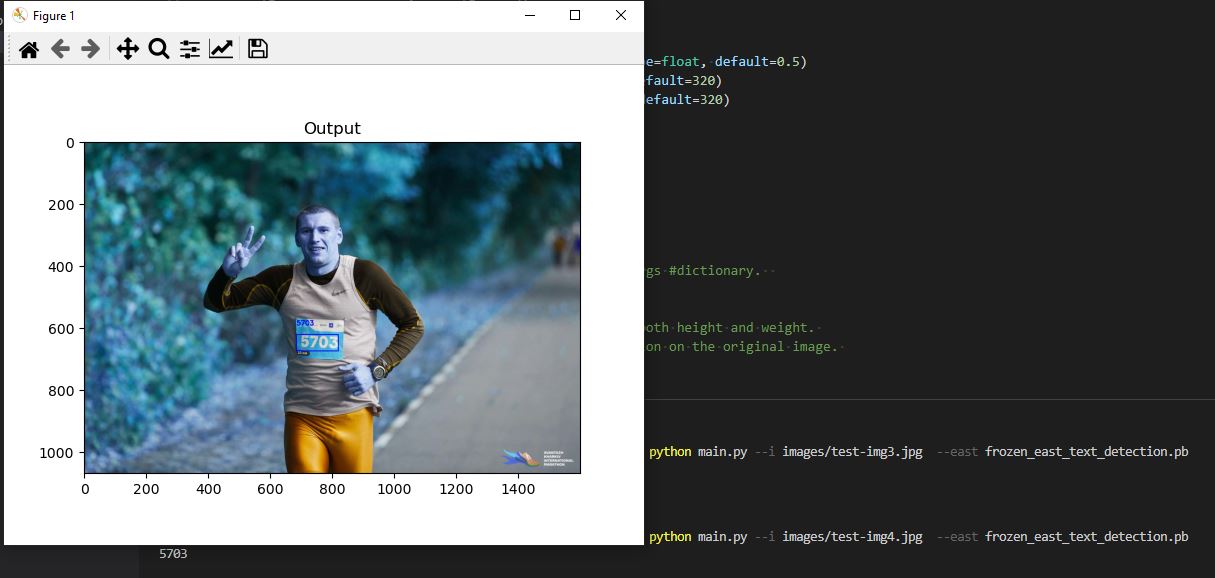 Figure 1
e=float, default=0.5)
fault=320)
efault=320)
Output
0
200
400
600
800
1000
0
200
400
600
800
1000
1200
1400
5703
5703
KHARKIV
INTERNATIONAL
MARATHON
gs #dictionary.
oth height and weight.
on on the original image.
python main.py --i images/test-img3.jpg --east frozen_east_text_detection.pb
python main.py --i images/test-img4.jpg --east frozen_east_text_detection.pb
5703